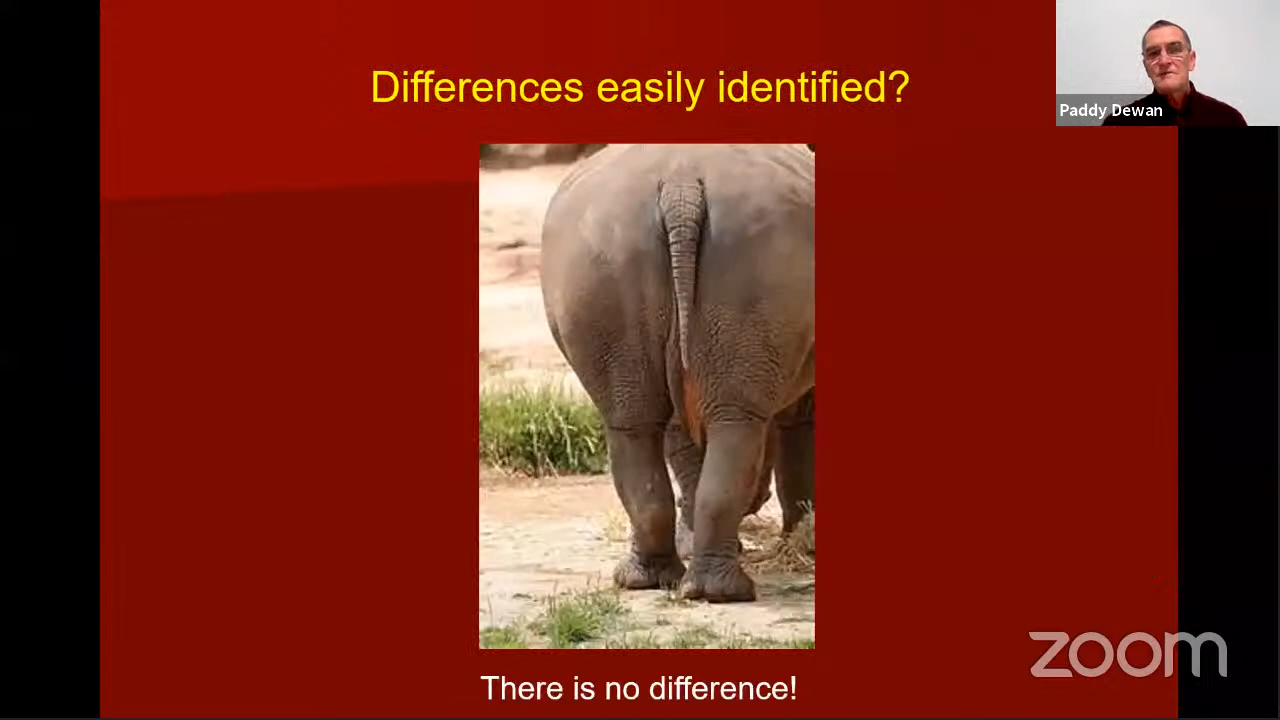 Differences easily identified?
Paddy Dewan
There is no difference!
zoom